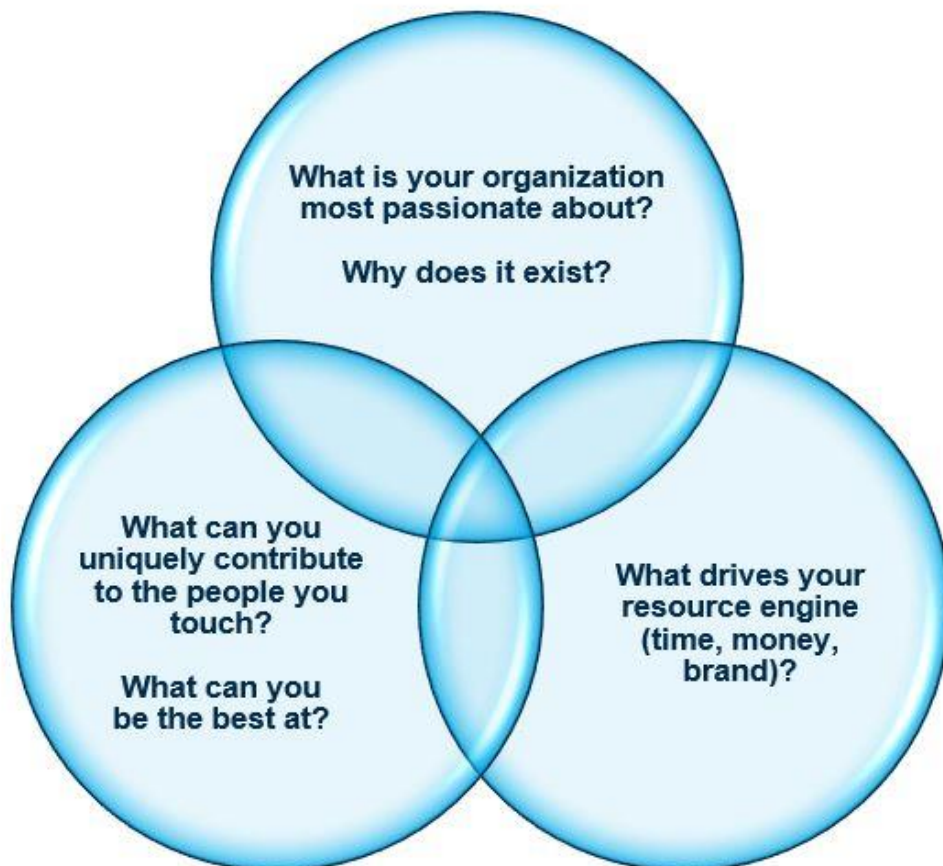 What is your organization
most passionate about?
Why does it exist?
What can you
uniquely contribute
to the people you
touch?
What can you
be the best at?
What drives your
resource engine
(time, money,
brand)?